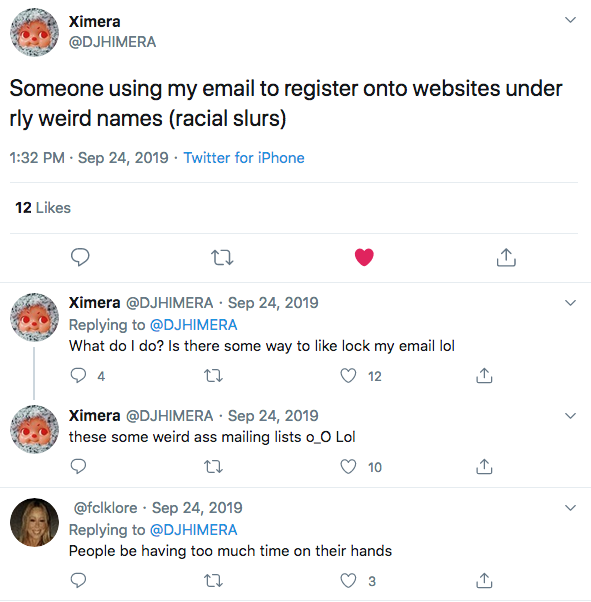 Ximera
@DJHIMERA
Someone using my email to register onto websites under
rly weird names (racial slurs)
1:32 PM · Sep 24, 2019 · Twitter for iPhone
12 Likes
Ximera @DJHIMERA · Sep 24, 2019
Replying to @DJHIMERA
What do I do? Is there some way to like lock my email lol
4 12
Ximera @DJHIMERA · Sep 24, 2019
these some weird ass mailing lists o_O Lol
10
@fclklore · Sep 24, 2019
Replying to @DJHIMERA
People be having too much time on their hands
3